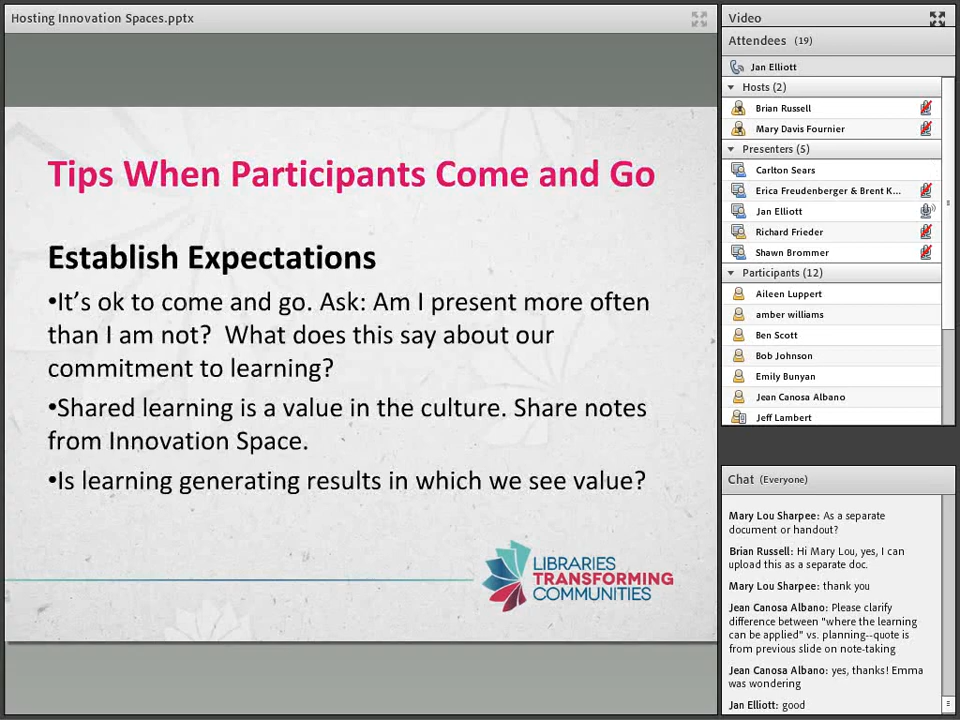 Hosting Innovation Spaces.pptx
Tips When Participants Come and Go
Establish Expectations
•It’s ok to come and go. Ask: Am I present more often
than I am not? What does this say about our
commitment to learning?
•Shared learning is a value in the culture. Share notes
from Innovation Space.
•Is learning generating results in which we see value?
LIBRARIES
TRANSFORMING
COMMUNITIES
Video
Attendees (19)
Jan Elliott
Hosts (2)
Brian Russell
Mary Davis Fournier
Presenters (5)
Carlton Sears
Erica Freudenberger & Brent K...
Jan Elliott
Richard Frieder
Shawn Brommer
Participants (12)
Aileen Luppert
amber williams
Ben Scott
Bob Johnson
Emily Bunyan
Jean Canosa Albano
Jeff Lambert
Chat (Everyone)
Mary Lou Sharpee: As a separate
document or handout?
Brian Russell: Hi Mary Lou, yes, I can
upload this as a separate doc.
Mary Lou Sharpee: thank you
Jean Canosa Albano: Please clarify
difference between "where the learning
can be applied" vs. planning--quote is
from previous slide on note-taking
Jean Canosa Albano: yes, thanks! Emma
was wondering
Jan Elliott: good